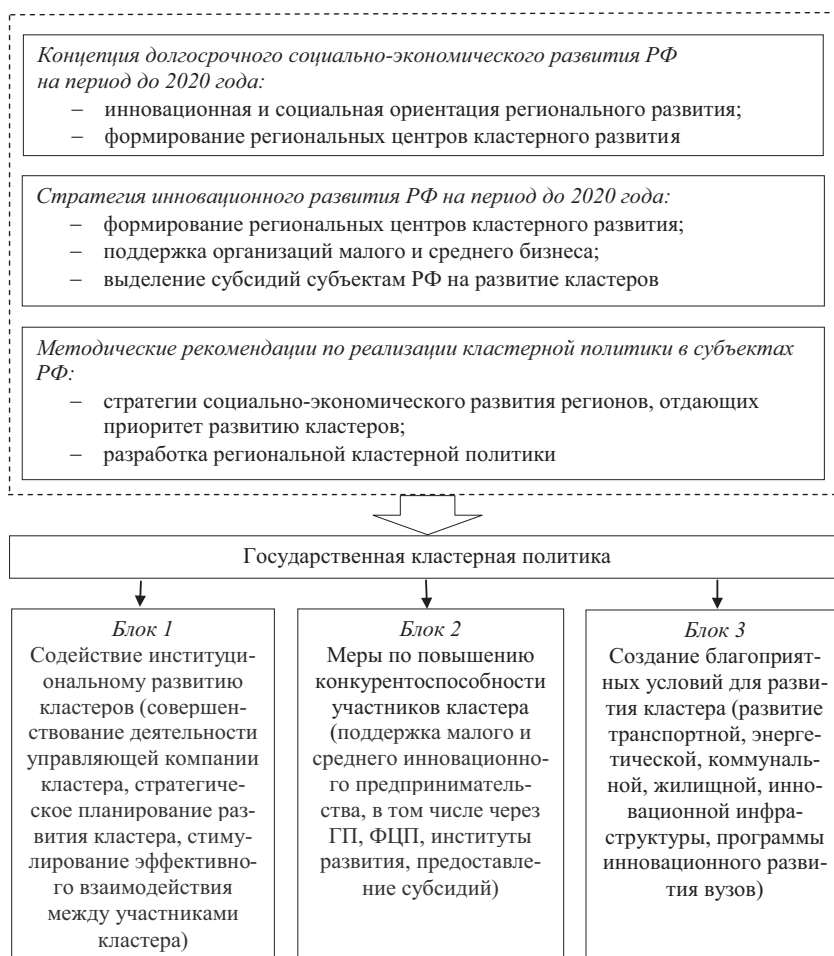 Концепция долгосрочного социально-экономического развития РФ
на период до 2020 года:
– инновационная и социальная ориентация регионального развития;
– формирование региональных центров кластерного развития
Стратегия инновационного развития РФ на период до 2020 года:
– формирование региональных центров кластерного развития;
– поддержка организаций малого и среднего бизнеса;
– выделение субсидий субъектам РФ на развитие кластеров
Методические рекомендации по реализации кластерной политики в субъектах
РФ:
– стратегии социально-экономического развития регионов, отдающих
приоритет развитию кластеров;
– разработка региональной кластерной политики
Государственная кластерная политика
Блок 1
Содействие институци-
ональному развитию
кластеров (совершен-
ствование деятельности
управляющей компании
кластера, стратегиче-
ское планирование раз-
вития кластера, стиму-
лирование эффективно-
го взаимодействия
между участниками
кластера)
Блок 2
Меры по повышению
конкурентоспособности
участников кластера
(поддержка малого и
среднего инновационно-
го предпринимательс-
тва, в том числе через
ГП, ФЦП, институты
развития, предоставле-
ние субсидий)
Блок 3
Создание благоприят-
ных условий для разви-
тия кластера (развитие
транспортной, энерге-
тической, коммуналь-
ной, жилищной, инно-
вационной инфра-
структуры, программы
инновационного разви-
тия вузов)